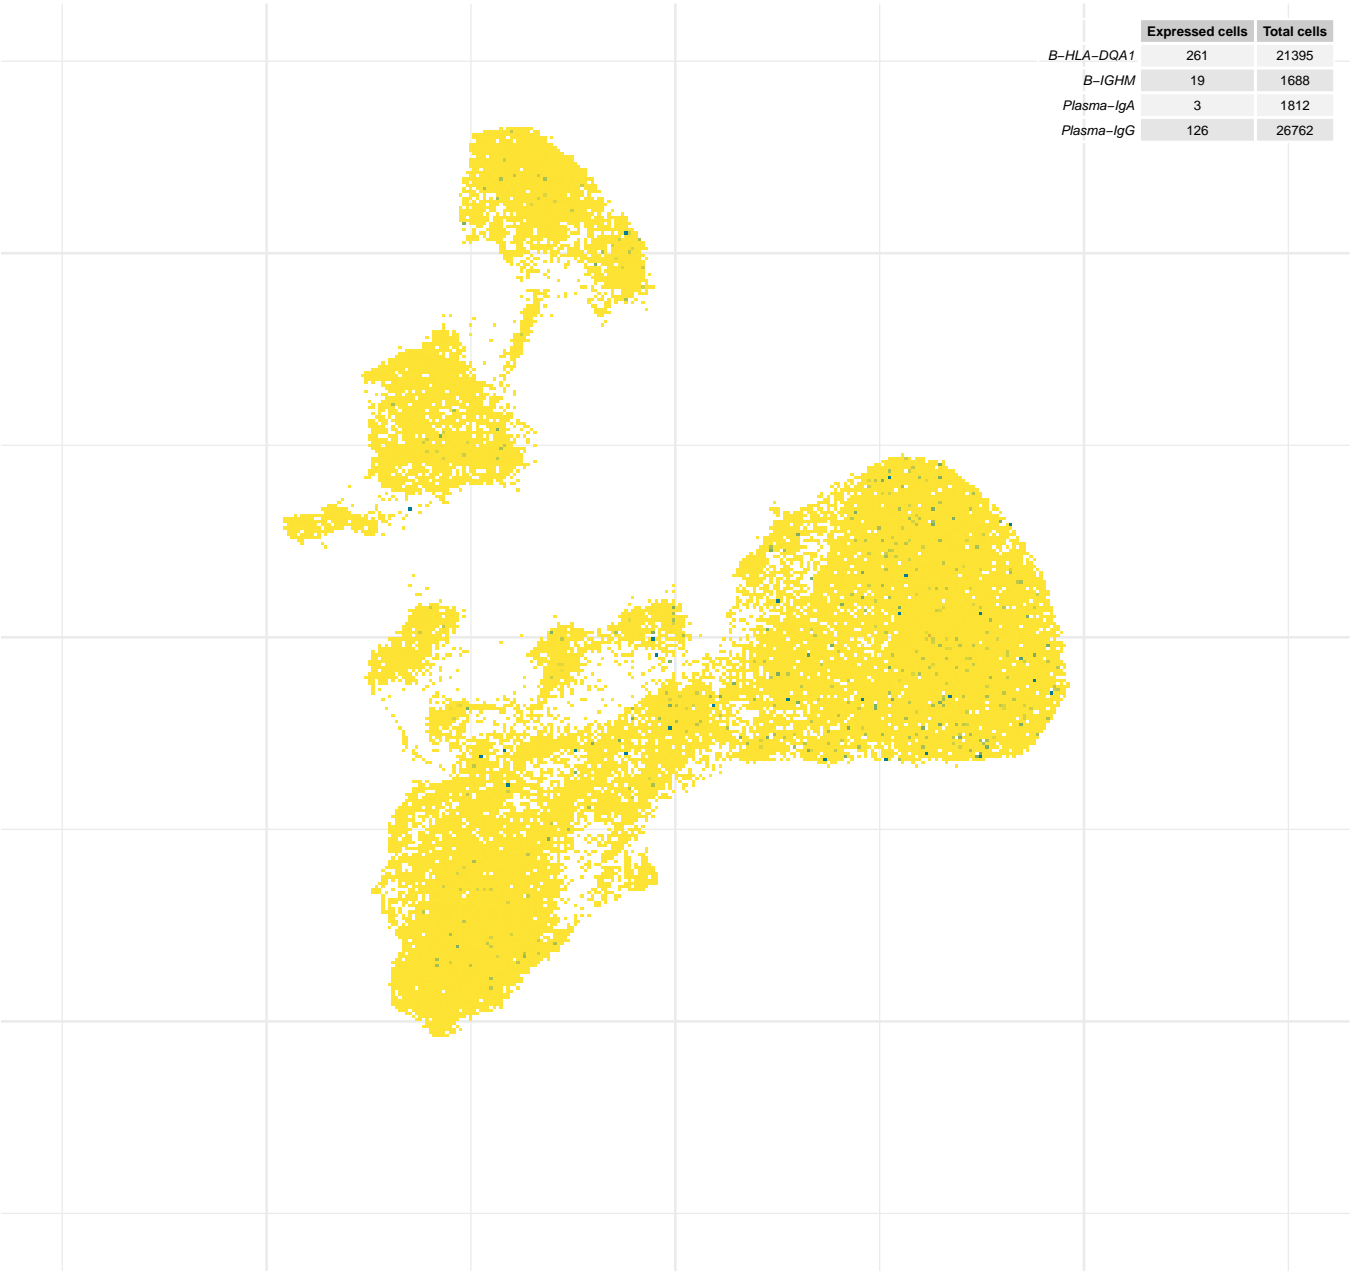 Expressed cells Total cells
B−HLA−DQA1 261 21395
B−IGHM 19 1688
Plasma−IgA 3 1812
Plasma−IgG 126 26762